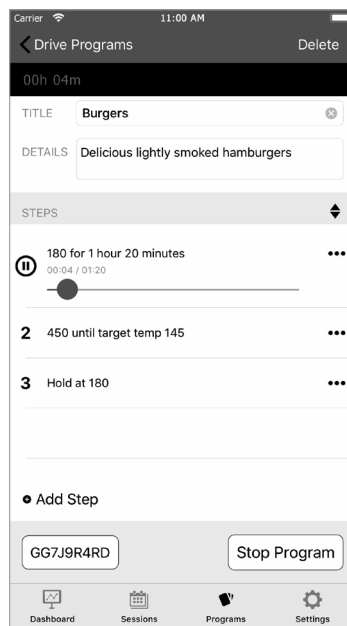 Carrier 11:00 AM
Drive Programs Delete
00h 04m
TITLE Burgers
DETAILS Delicious lightly smoked hamburgers
STEPS
180 for 1 hour 20 minutes
00:04 / 01:20
2 450 until target temp 145
3 Hold at 180
Add Step
GG7J9R4RD Stop Program
Dashboard Sessions Programs Settings